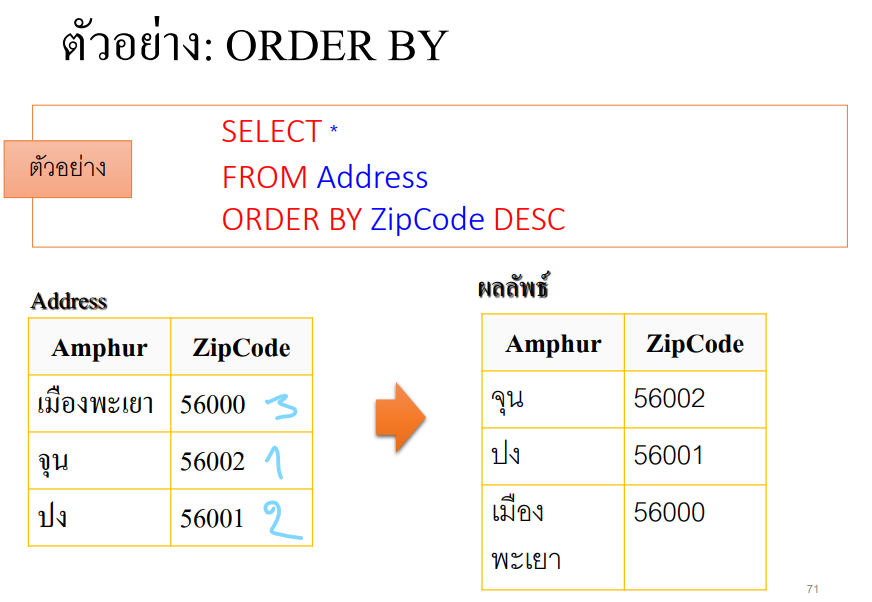 ตัวอย่าง: ORDER BY
ตัวอย่าง
SELECT *
FROM Address
ORDER BY ZipCode DESC
Address
Amphur ZipCode
เมืองพะเยา 56000 3
จุน 56002 1
ปง 56001 2
ผลลัพธ์
Amphur ZipCode
จุน 56002
ปง 56001
เมือง 56000
พะเยา
71